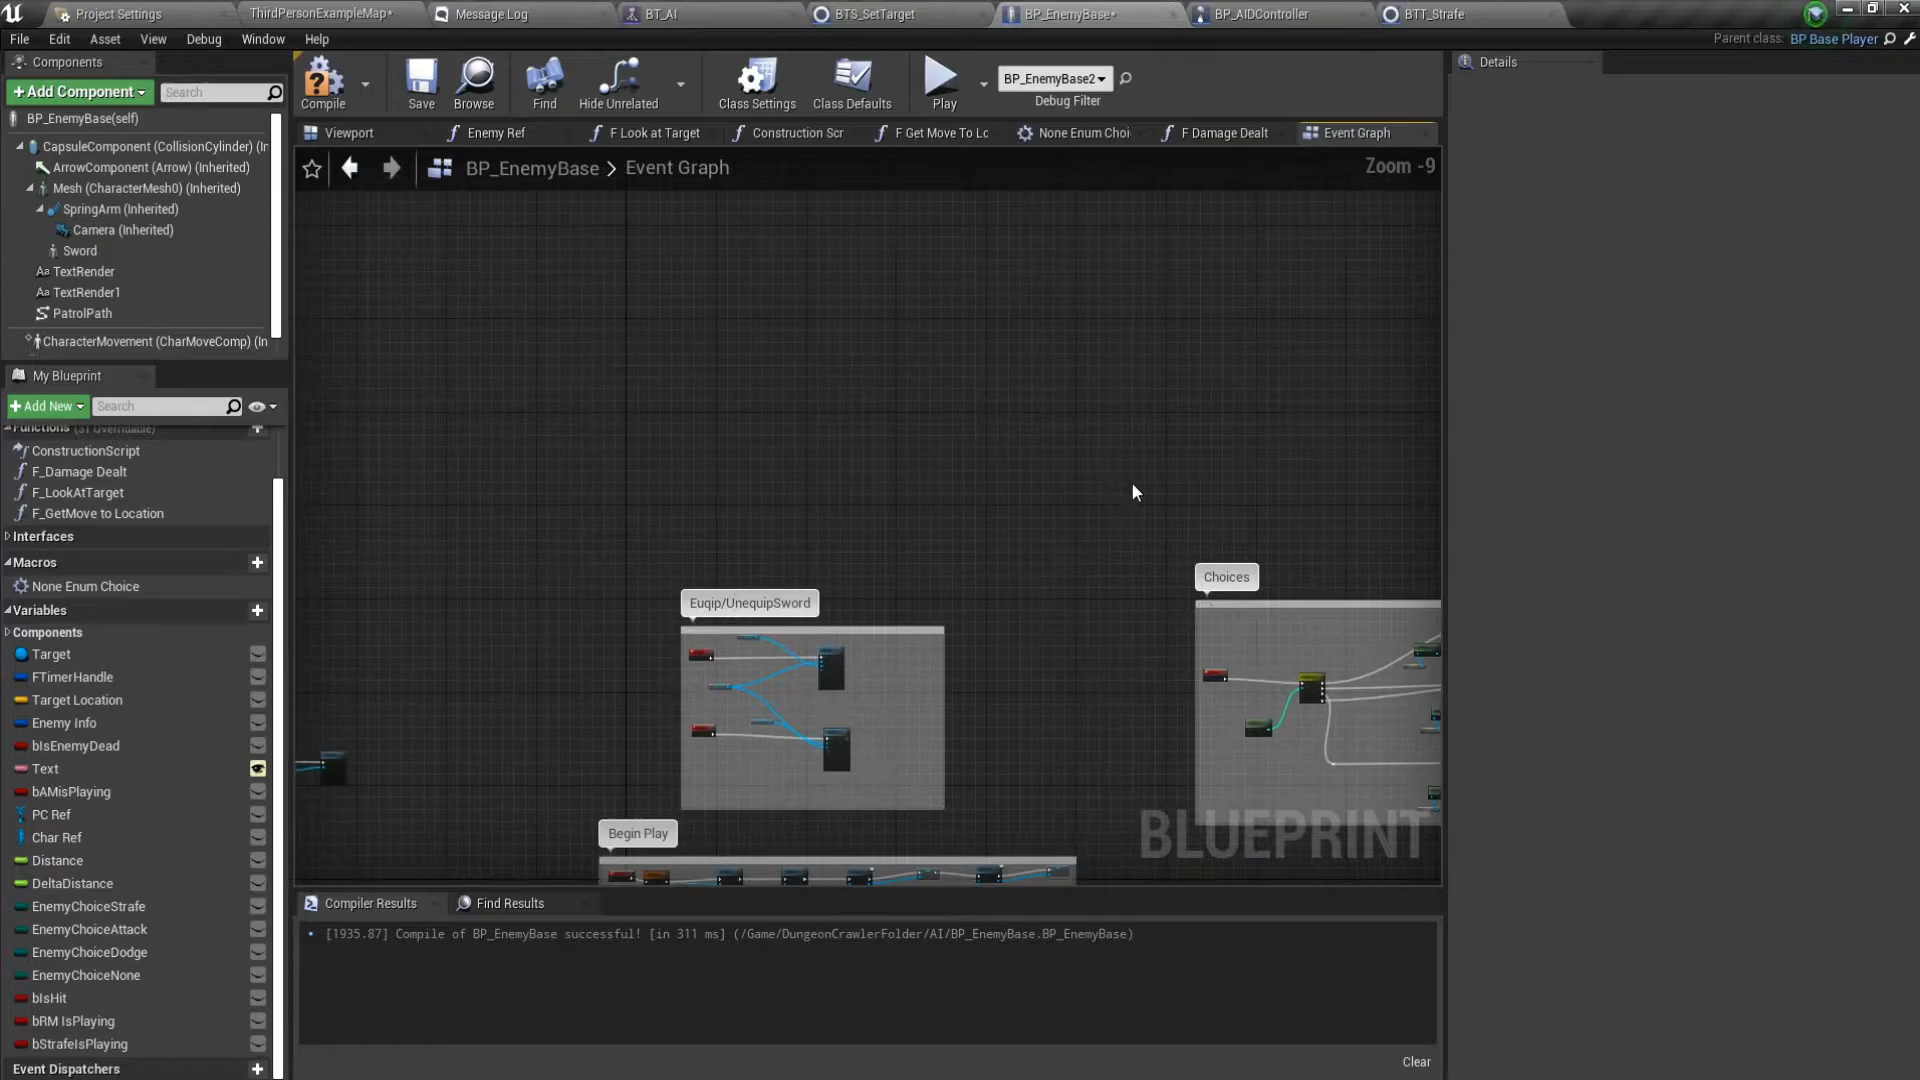 Project Settings
ThirdPersonExampleMap*
Message Log
BT_AI
BTS_SetTarget
BP_EnemyBase*
BP_AIDController
BTT_Strafe
File Edit Asset View Debug Window Help
Parent class: BP Base Player
Components
+Add Component
Search
BP_EnemyBase(self)
CapsuleComponent (CollisionCylinder) (In
ArrowComponent (Arrow) (Inherited)
Mesh (CharacterMesh0) (Inherited)
SpringArm (Inherited)
Camera (Inherited)
Sword
Aa TextRender
Aa TextRender1
PatrolPath
CharacterMovement (CharMoveComp) (In
My Blueprint
+Add New
Search
Functions (31 Overridable)
ConstructionScript
F_Damage Dealt
F_LookAtTarget
F_GetMove to Location
Interfaces
Macros
None Enum Choice
Variables
Components
Target
FTimerHandle
Target Location
Enemy Info
bIsEnemyDead
Text
bAMisPlaying
PC Ref
Char Ref
Distance
DeltaDistance
EnemyChoiceStrafe
EnemyChoiceAttack
EnemyChoiceDodge
EnemyChoiceNone
bIsHit
bRM IsPlaying
bStrafeIsPlaying
Event Dispatchers
Compile
Save
Browse
Find
Hide Unrelated
Class Settings
Class Defaults
Play
BP_EnemyBase2
Debug Filter
Viewport
Enemy Ref
F Look at Target
Construction Scr
F Get Move To Lc
None Enum Choi
F Damage Dealt
Event Graph
BP_EnemyBase > Event Graph
Zoom -9
Euqip/UnequipSword
Choices
Begin Play
BLUEPRINT
Compiler Results
Find Results
[1935.87] Compile of BP_EnemyBase successful! [in 311 ms] (/Game/DungeonCrawlerFolder/AI/BP_EnemyBase.BP_EnemyBase)
Clear
Details